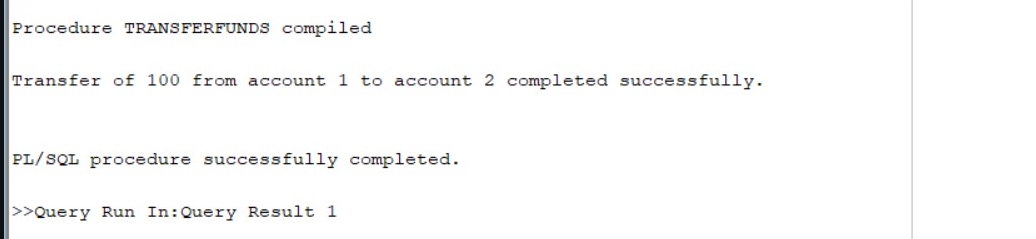 Procedure TRANSFERFUNDS compiled
Transfer of 100 from account 1 to account 2 completed successfully.
PL/SQL procedure successfully completed.
>>Query Run In:Query Result 1